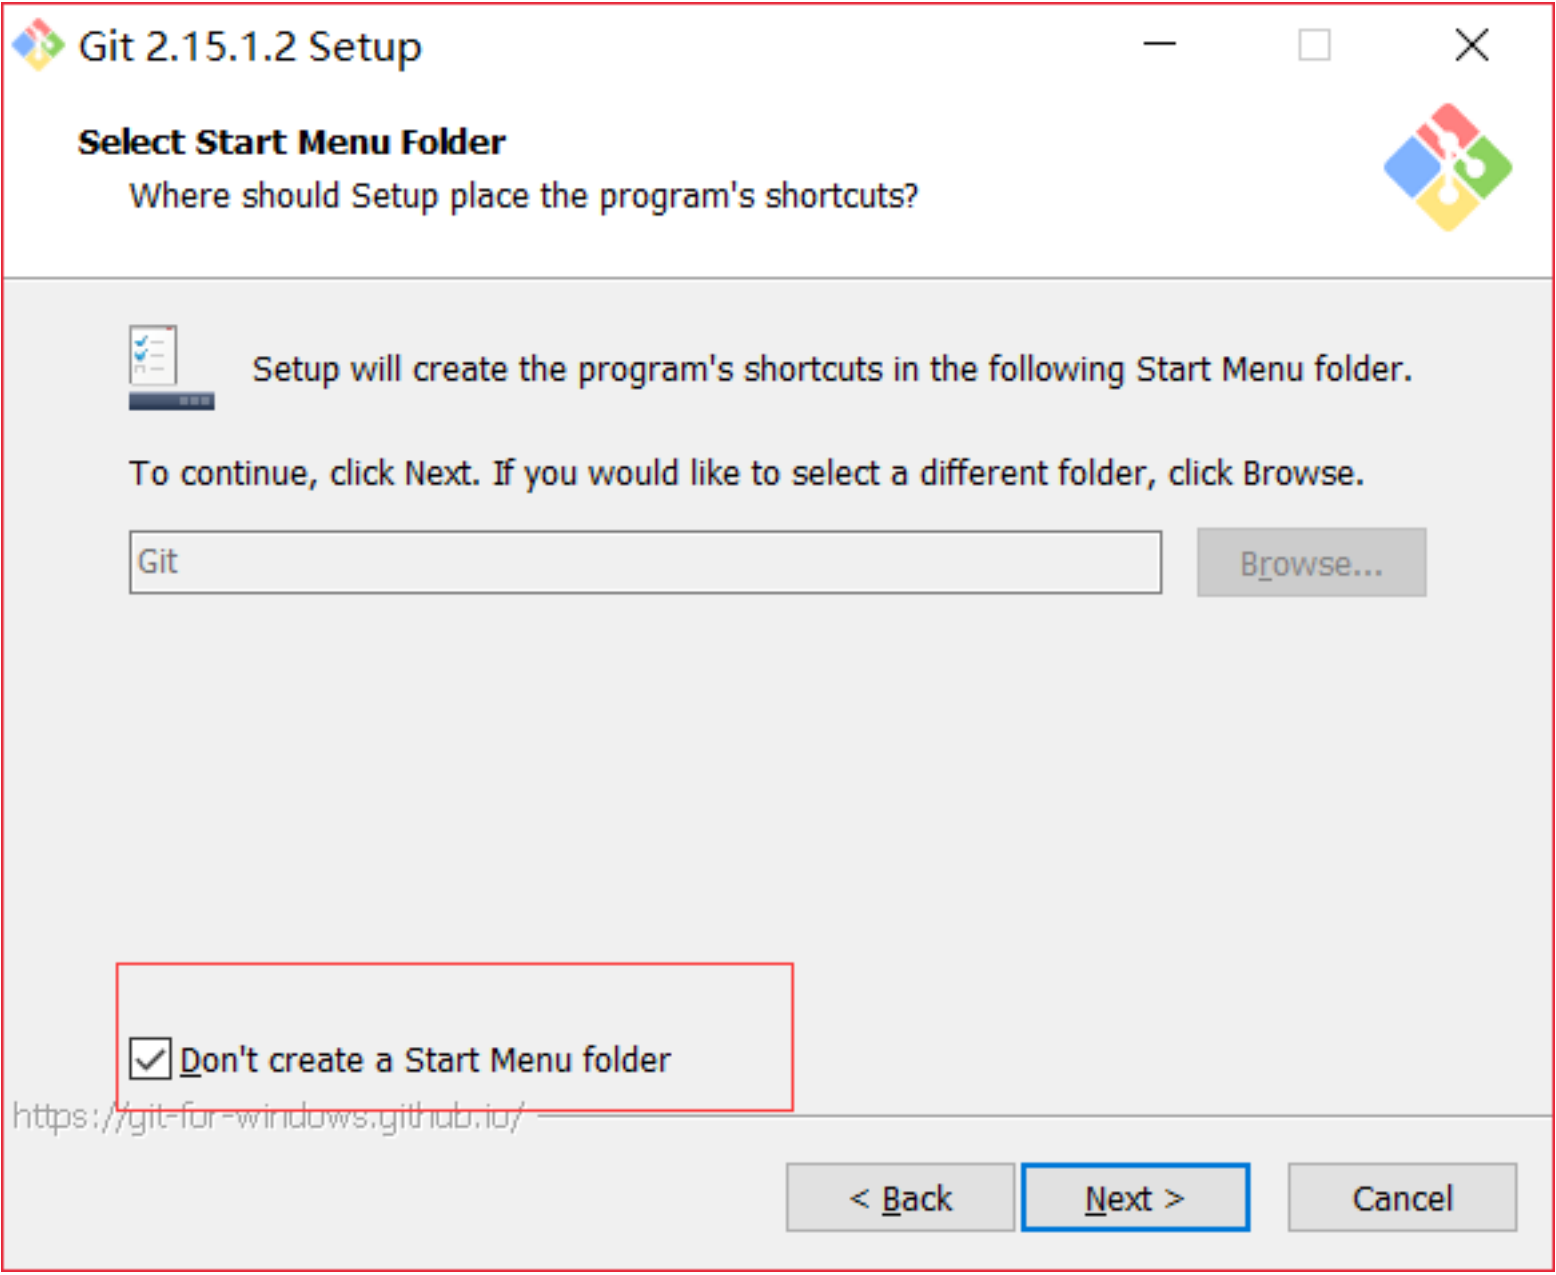 Git 2.15.1.2 Setup
Select Start Menu Folder
Where should Setup place the program's shortcuts?
Setup will create the program's shortcuts in the following Start Menu folder.
To continue, click Next. If you would like to select a different folder, click Browse.
Git
Browse...
Don't create a Start Menu folder
https://git-for-windows.github.io/
< Back
Next >
Cancel